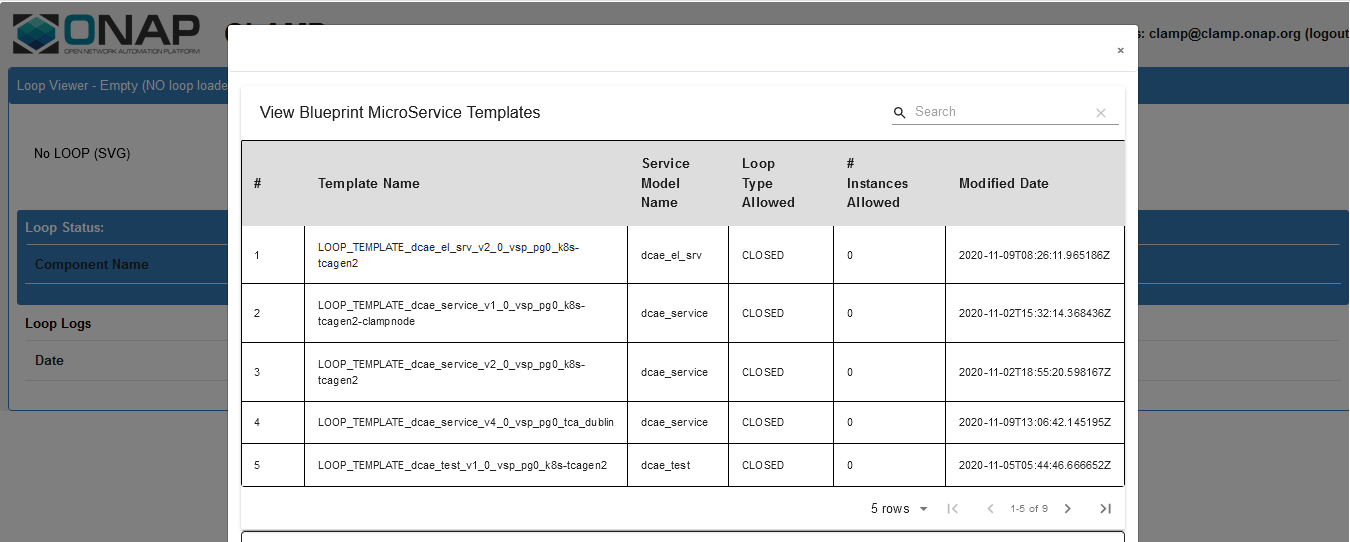 ONAP
OPEN NETWORK AUTOMATION PLATFORM
s: clamp@clamp.onap.org (logout
×
Loop Viewer - Empty (NO loop loade
View Blueprint MicroService Templates
Search
No LOOP (SVG)
# Template Name Service Model Name Loop Type Allowed # Instances Allowed Modified Date
Loop Status:
Component Name
1 LOOP_TEMPLATE_dcae_el_srv_v2_0_vsp_pg0_k8s-
tcagen2 dcae_el_srv CLOSED 0 2020-11-09T08:26:11.965186Z
2 LOOP_TEMPLATE_dcae_service_v1_0_vsp_pg0_k8s-
tcagen2-clampnode dcae_service CLOSED 0 2020-11-02T15:32:14.368436Z
Loop Logs
Date
3 LOOP_TEMPLATE_dcae_service_v2_0_vsp_pg0_k8s-
tcagen2 dcae_service CLOSED 0 2020-11-02T18:55:20.598167Z
4 LOOP_TEMPLATE_dcae_service_v4_0_vsp_pg0_tca_dublin dcae_service CLOSED 0 2020-11-09T13:06:42.145195Z
5 LOOP_TEMPLATE_dcae_test_v1_0_vsp_pg0_k8s-tcagen2 dcae_test CLOSED 0 2020-11-05T05:44:46.666652Z
5 rows 1-5 of 9